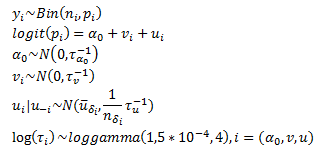 y_i~Bin(n_i,p_i)
logit(p_i) = α_0 + v_i + u_i
α_0~N(0,τ_{α_0}^{-1})
v_i~N(0,τ_v^{-1})
u_i|u_{-i}~N(ū_{δ_i},\frac{1}{n_{δ_i}}τ_u^{-1})
log(τ_i)~loggamma(1,5 * 10^{-4},4),i = (α_0,v,u)